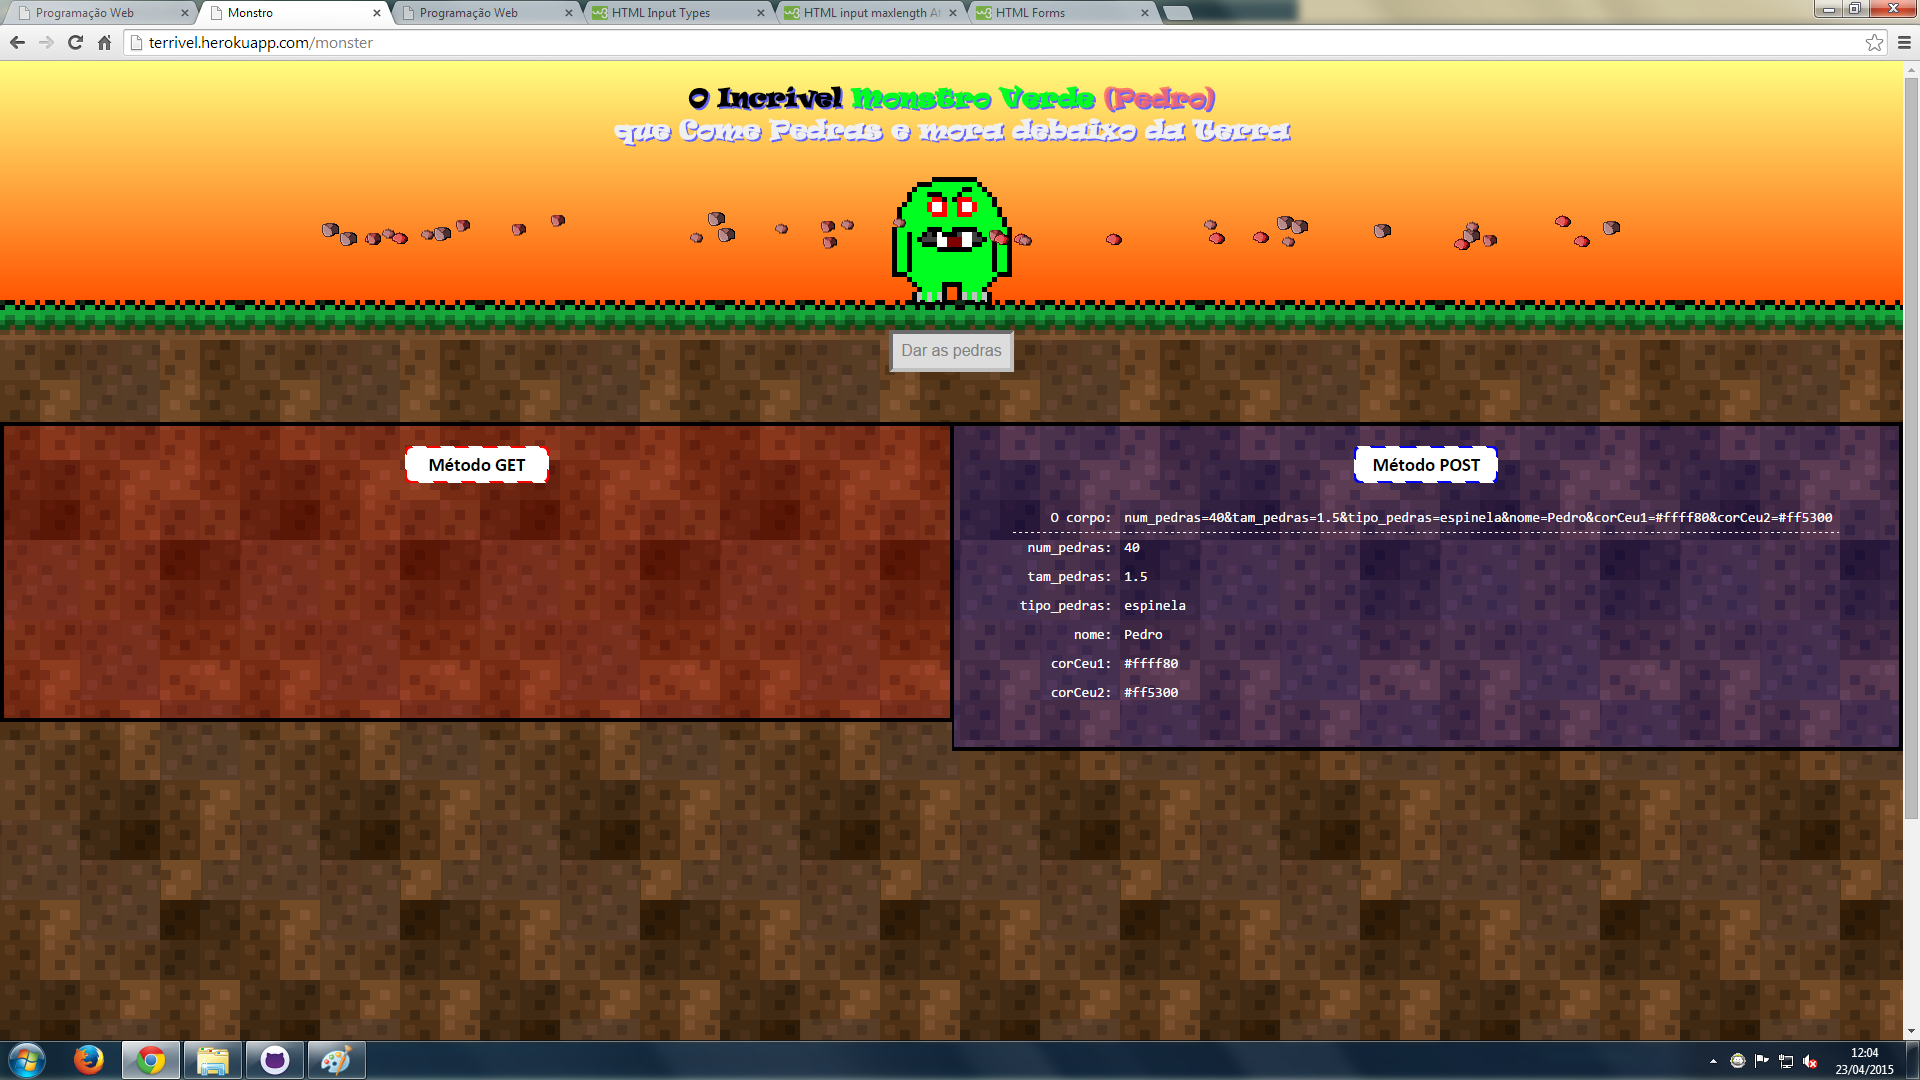 Programação Web
Monstro
Programação Web
HTML Input Types
HTML input maxlength At
HTML Forms
terrivel.herokuapp.com/monster
O Incrivel Monstro Verde (Pedro)
que Come Pedras e mora debaixo da Terra
Dar as pedras
Método GET
Método POST
O corpo: num_pedras=40&tam_pedras=1.5&tipo_pedras=espinela&nome=Pedro&corCeu1=#ffff80&corCeu2=#ff5300
num_pedras: 40
tam_pedras: 1.5
tipo_pedras: espinela
nome: Pedro
corCeu1: #ffff80
corCeu2: #ff5300
12:04
23/04/2015